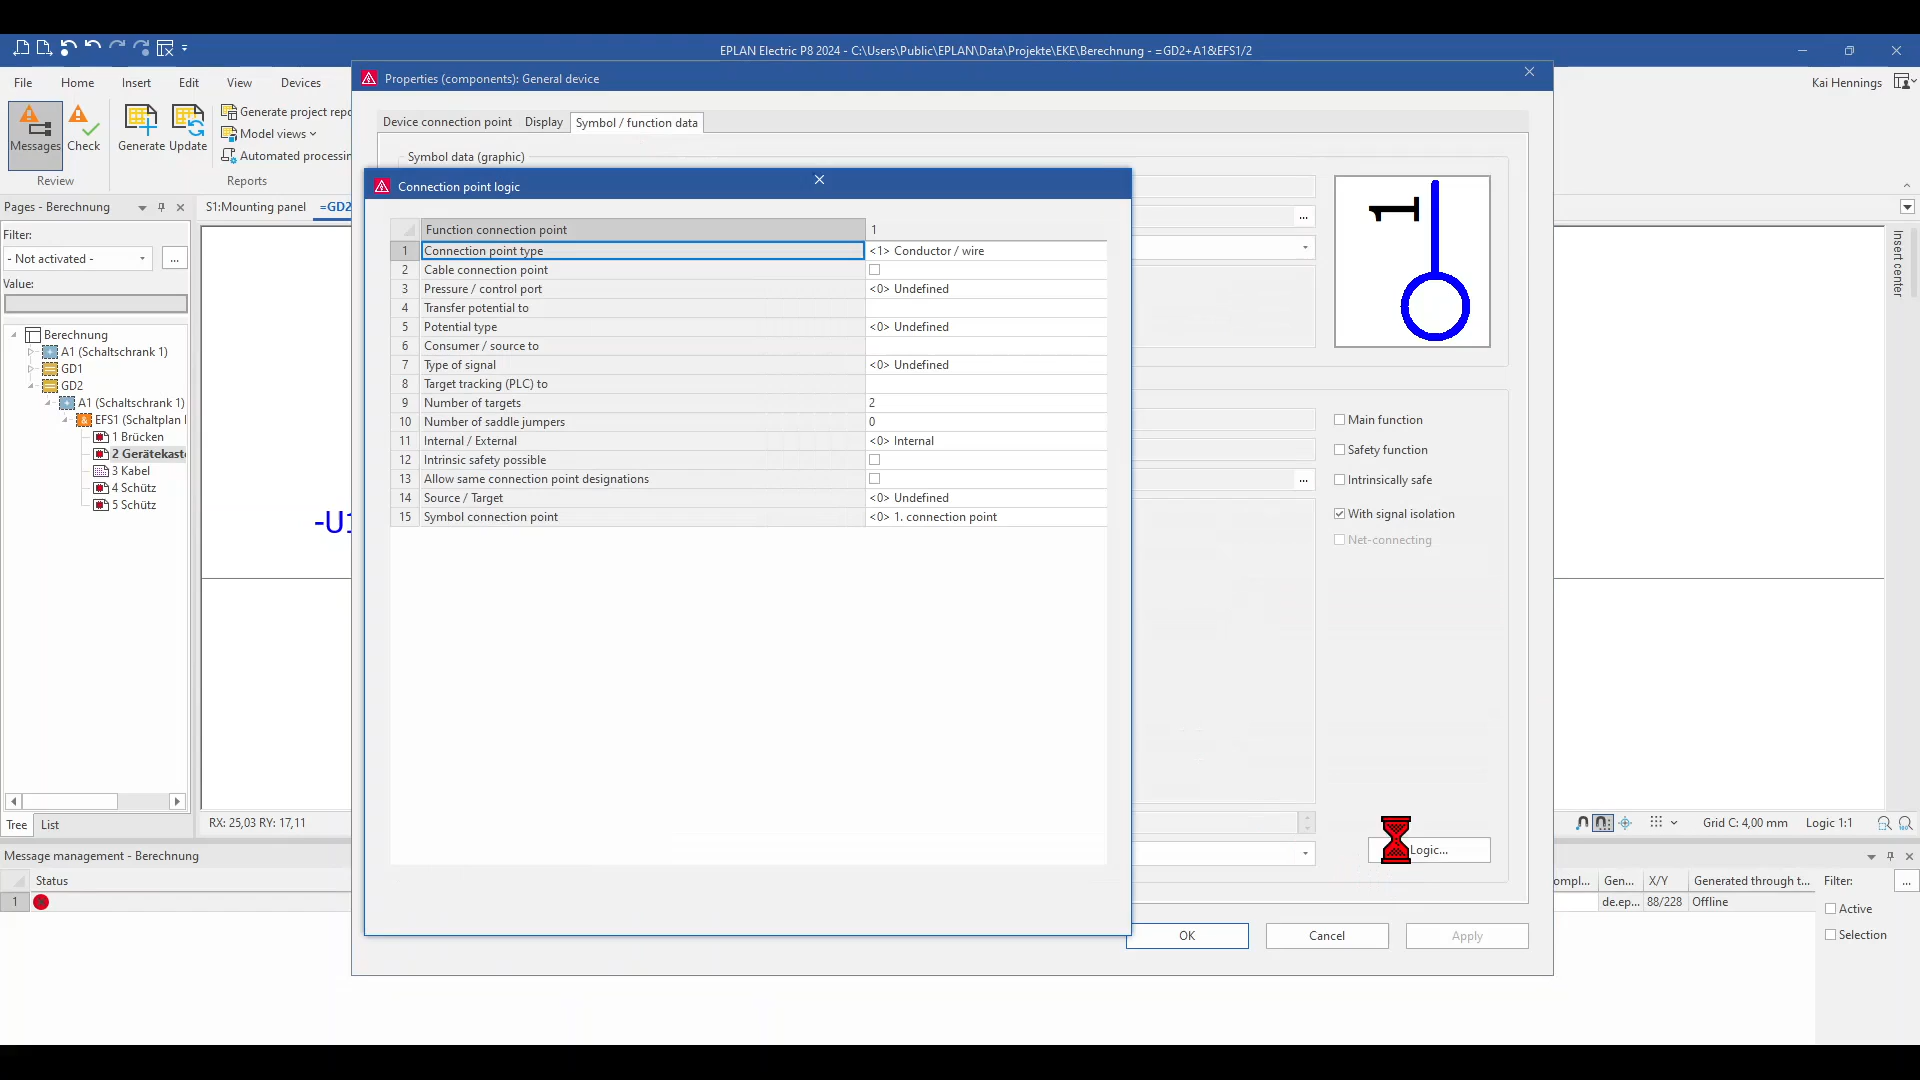 EPLAN Electric P8 2024 - C:\Users\Public\EPLAN\Data\Projekte\EKE\Berechnung - =GD2+A1&EFS1/2
File Home Insert Edit View Devices
Kai Hennings
Properties (components): General device
Messages Check
Review
Generate Update
Generate project repo
Model views
Automated processin
Reports
Device connection point Display Symbol / function data
Symbol data (graphic)
Pages - Berechnung
S1:Mounting panel =GD2
Filter:
- Not activated -
...
Value:
Berechnung
A1 (Schaltschrank 1)
GD1
GD2
A1 (Schaltschrank 1)
EFS1 (Schaltplan
1 Brücken
2 Gerätekast
3 Kabel
4 Schütz
5 Schütz
Tree List
-U1
RX: 25,03 RY: 17,11
Connection point logic
Function connection point 1
1 Connection point type <1> Conductor / wire
2 Cable connection point
3 Pressure / control port <0> Undefined
4 Transfer potential to
5 Potential type <0> Undefined
6 Consumer / source to
7 Type of signal <0> Undefined
8 Target tracking (PLC) to
9 Number of targets 2
10 Number of saddle jumpers 0
11 Internal / External <0> Internal
12 Intrinsic safety possible
13 Allow same connection point designations
14 Source / Target <0> Undefined
15 Symbol connection point <0> 1. connection point
...
1
...
Main function
Safety function
Intrinsically safe
With signal isolation
Net-connecting
Logic...
OK Cancel Apply
Insert center
Grid C: 4,00 mm Logic 1:1
Message management - Berechnung
Status
1
ompl... Gen... X/Y Generated through t...
de.ep... 88/228 Offline
Filter:
...
Active
Selection